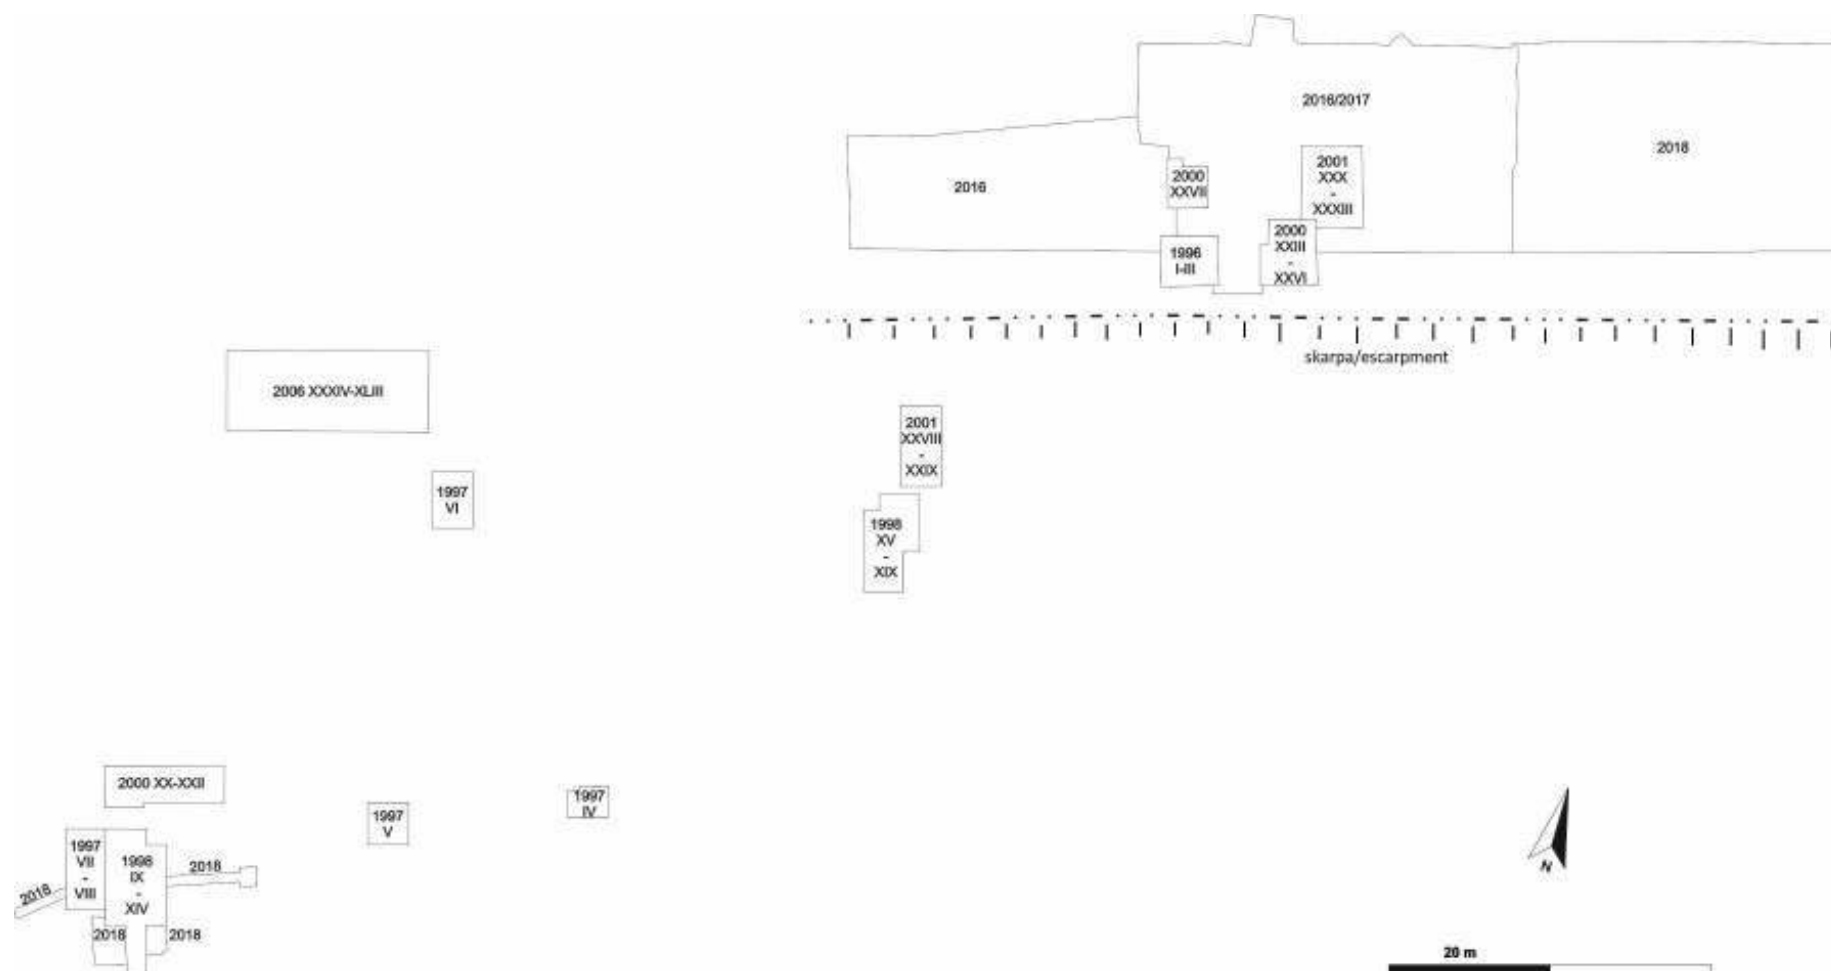 2016/2017
2018
2016
2000
XXVII
2001
XXX
-
XXXIII
2000
XXIII
-
XXVI
1996
I-III
skarpa/escarpment
2006 XXXIV-XLIII
2001
XXVIII
-
XXIX
1997
VI
1998
XV
-
XIX
2000 XX-XXII
1997
V
1997
IV
1997
VII
-
VIII
1998
IX
-
XIV
2018
2018
2018
2018
N
20 m